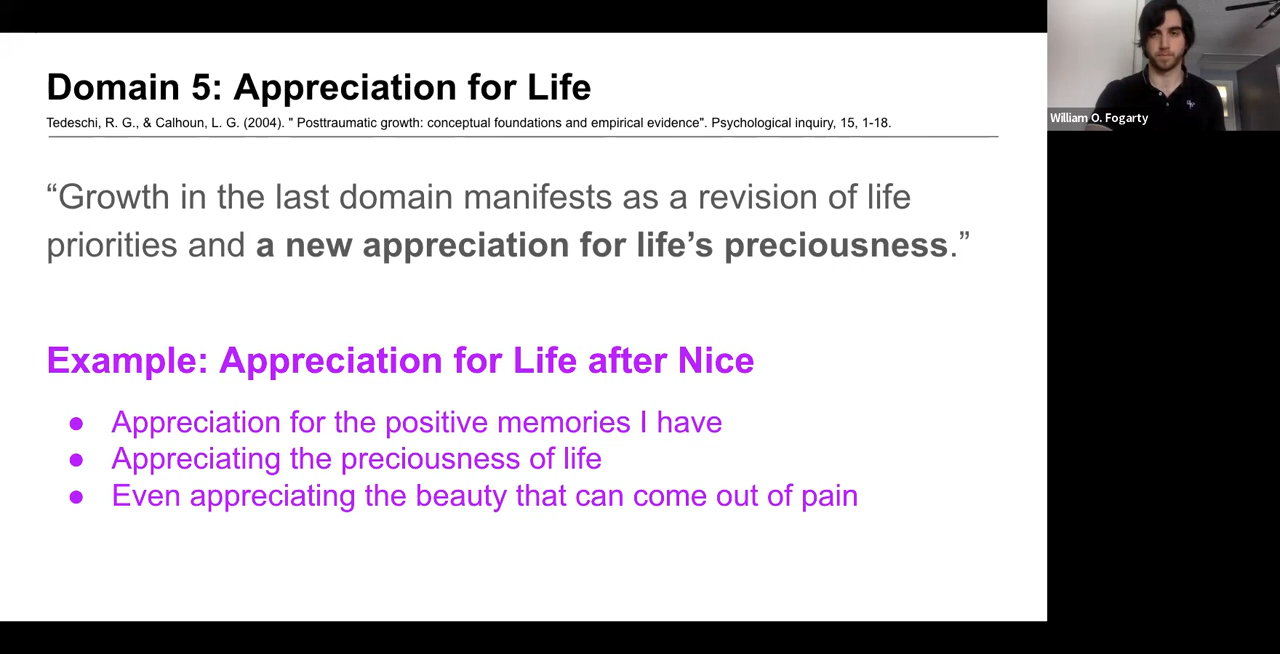 Domain 5: Appreciation for Life
Tedeschi, R. G., & Calhoun, L. G. (2004). " Posttraumatic growth: conceptual foundations and empirical evidence". Psychological inquiry, 15, 1-18.
“Growth in the last domain manifests as a revision of life
priorities and a new appreciation for life’s preciousness.”
Example: Appreciation for Life after Nice
● Appreciation for the positive memories I have
● Appreciating the preciousness of life
● Even appreciating the beauty that can come out of pain
William O. Fogarty